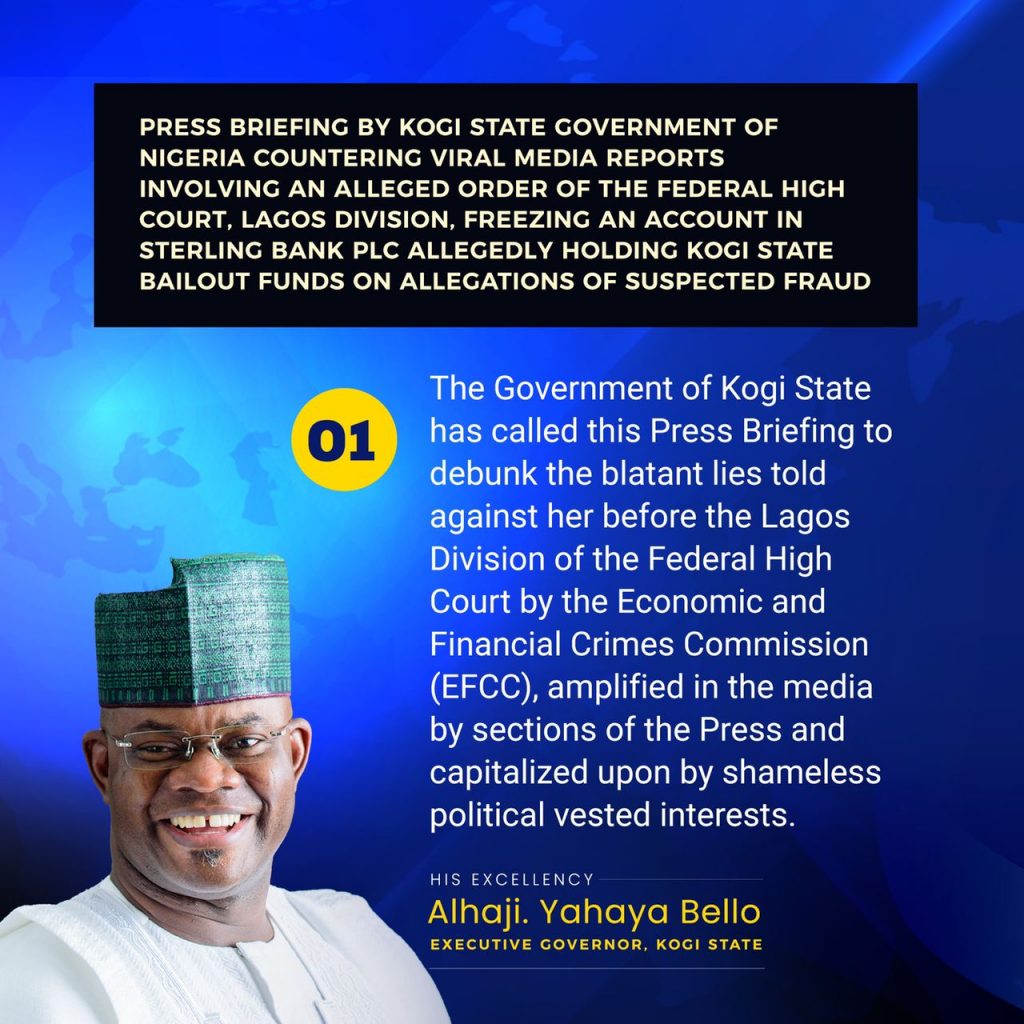 PRESS BRIEFING BY KOGI STATE GOVERNMENT OF
NIGERIA COUNTERING VIRAL MEDIA REPORTS
INVOLVING AN ALLEGED ORDER OF THE FEDERAL HIGH
COURT, LAGOS DIVISION, FREEZING AN ACCOUNT IN
STERLING BANK PLC ALLEGEDLY HOLDING KOGI STATE
BAILOUT FUNDS ON ALLEGATIONS OF SUSPECTED FRAUD
01
The Government of Kogi State
has called this Press Briefing to
debunk the blatant lies told
against her before the Lagos
Division of the Federal High
Court by the Economic and
Financial Crimes Commission
(EFCC), amplified in the media
by sections of the Press and
capitalized upon by shameless
political vested interests.
HIS EXCELLENCY
Alhaji. Yahaya Bello
EXECUTIVE GOVERNOR, KOGI STATE